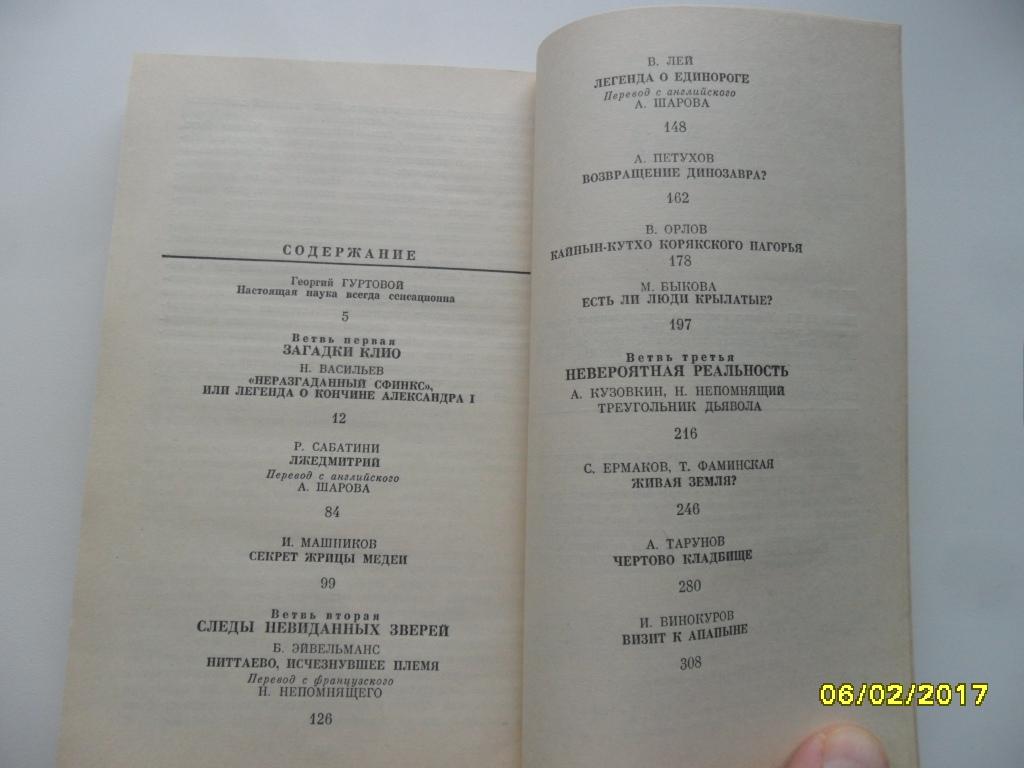 СОДЕРЖАНИЕ
Георгий ГУРТОВОЙ
Настоящая наука всегда сенсационна
5
Ветвь первая
ЗАГАДКИ КЛИО
Н. ВАСИЛЬЕВ
«НЕРАЗГАДАННЫЙ СФИНКС»,
ИЛИ ЛЕГЕНДА О КОНЧИНЕ АЛЕКСАНДРА I
12
Р. САБАТИНИ
ЛЖЕДМИТРИЙ
Перевод с английского
А. ШАРОВА
84
И. МАШНИКОВ
СЕКРЕТ ЖРИЦЫ МЕДЕИ
99
Ветвь вторая
СЛЕДЫ НЕВИДАННЫХ ЗВЕРЕЙ
Б. ЭЙВЕЛЬМАНС
НИТТАЕВО, ИСЧЕЗНУВШЕЕ ПЛЕМЯ
Перевод с французского
Н. НЕПОМНЯЩЕГО
126
В. ЛЕЙ
ЛЕГЕНДА О ЕДИНОРОГЕ
Перевод с английского
А. ШАРОВА
148
А. ПЕТУХОВ
ВОЗВРАЩЕНИЕ ДИНОЗАВРА?
162
В. ОРЛОВ
КАЙНЫН-КУТХО КОРЯКСКОГО НАГОРЬЯ
178
М. БЫКОВА
ЕСТЬ ЛИ ЛЮДИ КРЫЛАТЫЕ?
197
Ветвь третья
НЕВЕРОЯТНАЯ РЕАЛЬНОСТЬ
А. КУЗОВКИН, Н. НЕПОМНЯЩИЙ
ТРЕУГОЛЬНИК ДЬЯВОЛА
216
С. ЕРМАКОВ, Т. ФАМИНСКАЯ
ЖИВАЯ ЗЕМЛЯ?
246
А. ТАРУНОВ
ЧЕРТОВО КЛАДБИЩЕ
280
И. ВИНОКУРОВ
ВИЗИТ К АПАПЫНЕ
308
06/02/2017